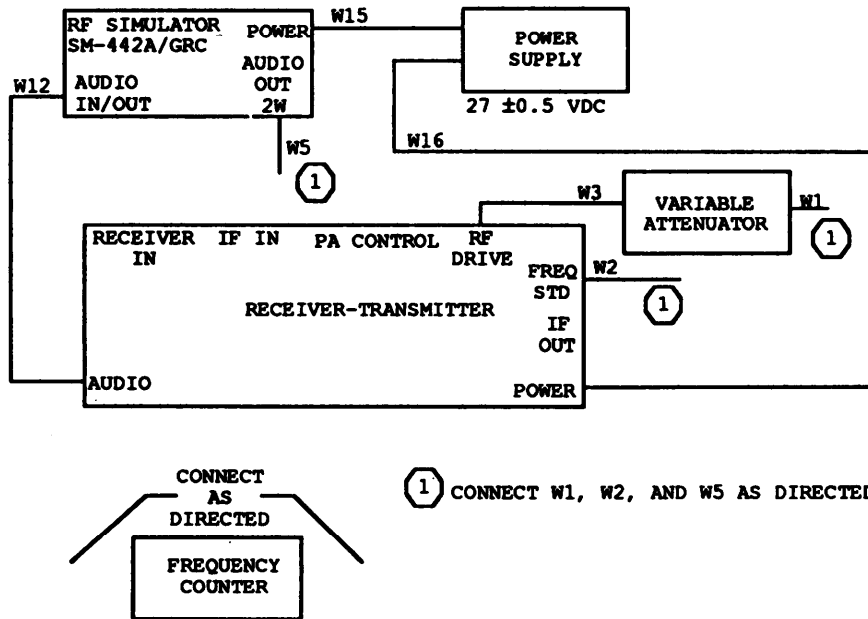 RF SIMULATOR
SM-442A/GRC
POWER
AUDIO
OUT
2W
AUDIO
IN/OUT
W15
POWER
SUPPLY
27 ±0.5 VDC
W12
W5
1
W16
W3
VARIABLE
ATTENUATOR
W1
1
RECEIVER
IN
IF IN
PA CONTROL
RF
DRIVE
FREQ
STD
W2
1
RECEIVER-TRANSMITTER
IF
OUT
AUDIO
POWER
CONNECT
AS
DIRECTED
FREQUENCY
COUNTER
1 CONNECT W1, W2, AND W5 AS DIRECTED